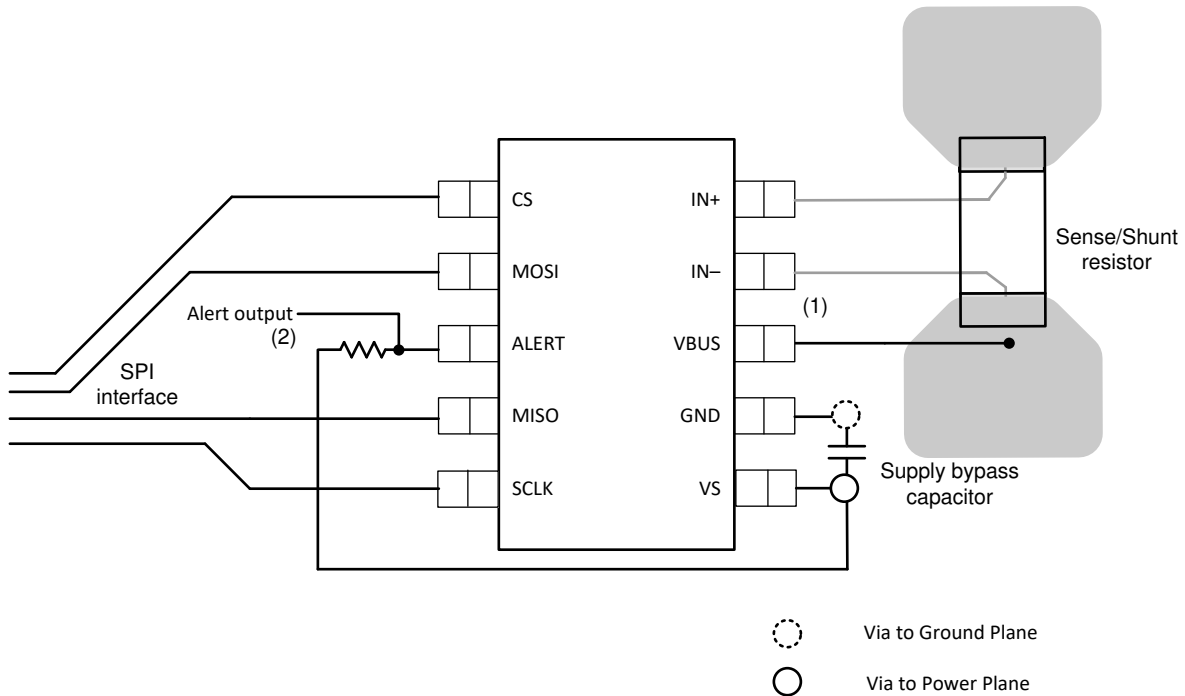 CS
MOSI
ALERT
MISO
SCLK
IN+
IN–
VBUS
GND
VS
Alert output
(2)
SPI
interface
(1)
Sense/Shunt
resistor
Supply bypass
capacitor
Via to Ground Plane
Via to Power Plane